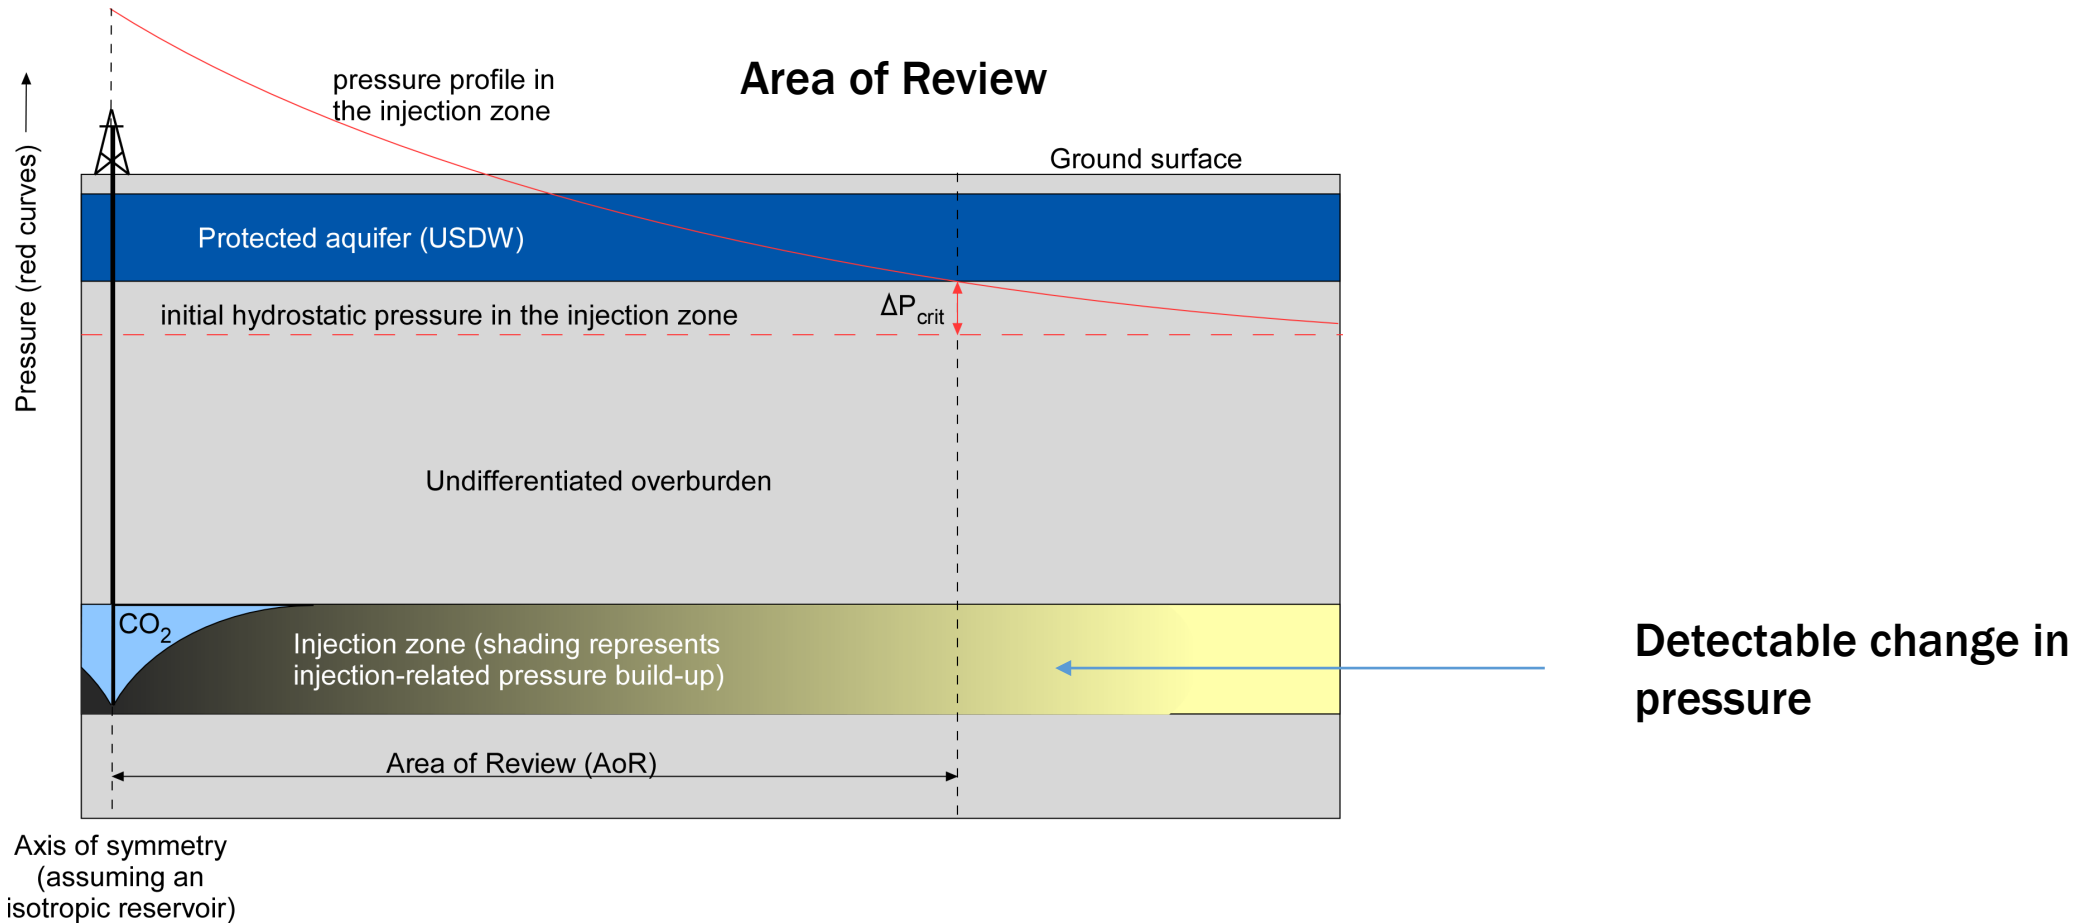 Area of Review
pressure profile in
the injection zone
Pressure (red curves)
Ground surface
Protected aquifer (USDW)
initial hydrostatic pressure in the injection zone
ΔPcrit
Undifferentiated overburden
CO2
Injection zone (shading represents
injection-related pressure build-up)
Detectable change in
pressure
Area of Review (AoR)
Axis of symmetry
(assuming an
isotropic reservoir)